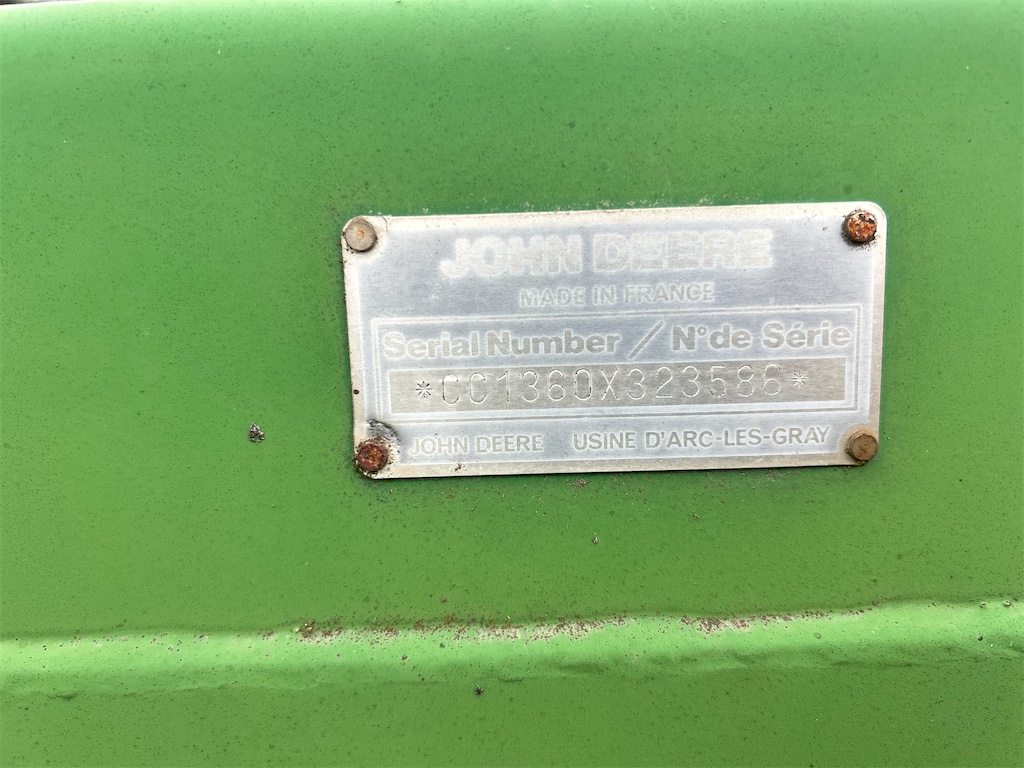 JOHN DEERE
MADE IN FRANCE
Serial Number / N° de Série
*CC1360X323586*
JOHN DEERE USINE D'ARC-LES-GRAY